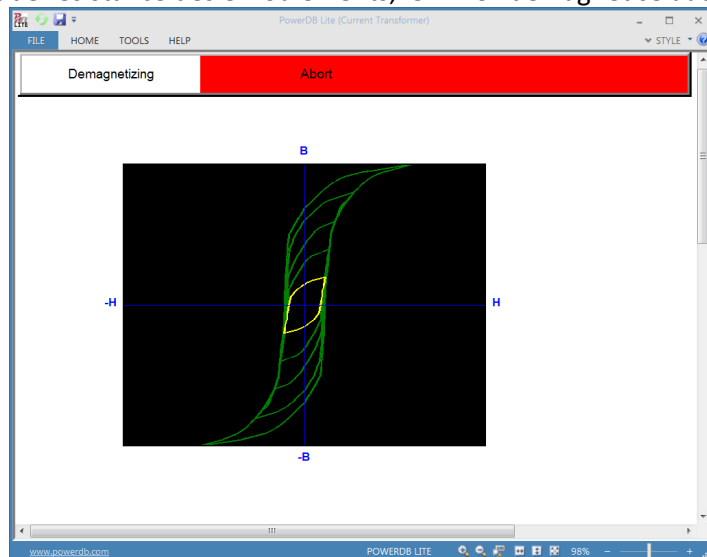 PowerDB Lite (Current Transformer)
FILE HOME TOOLS HELP STYLE
Demagnetizing Abort
B
-H H
-B
www.powerdb.com POWERDB LITE 98%